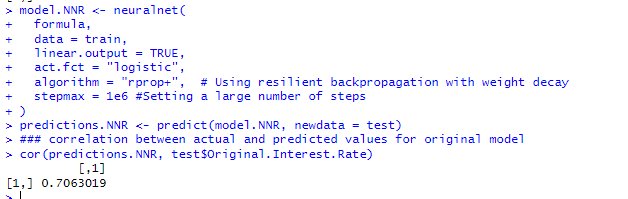 > model.NNR <- neuralnet(
+   formula,
+   data = train,
+   linear.output = TRUE,
+   act.fct = "logistic",
+   algorithm = "rprop+",  # Using resilient backpropagation with weight decay
+   stepmax = 1e6 #Setting a large number of steps
+ )
> predictions.NNR <- predict(model.NNR, newdata = test)
> ### correlation between actual and predicted values for original model
> cor(predictions.NNR, test$Original.Interest.Rate)
          [,1]
[1,] 0.7063019
>